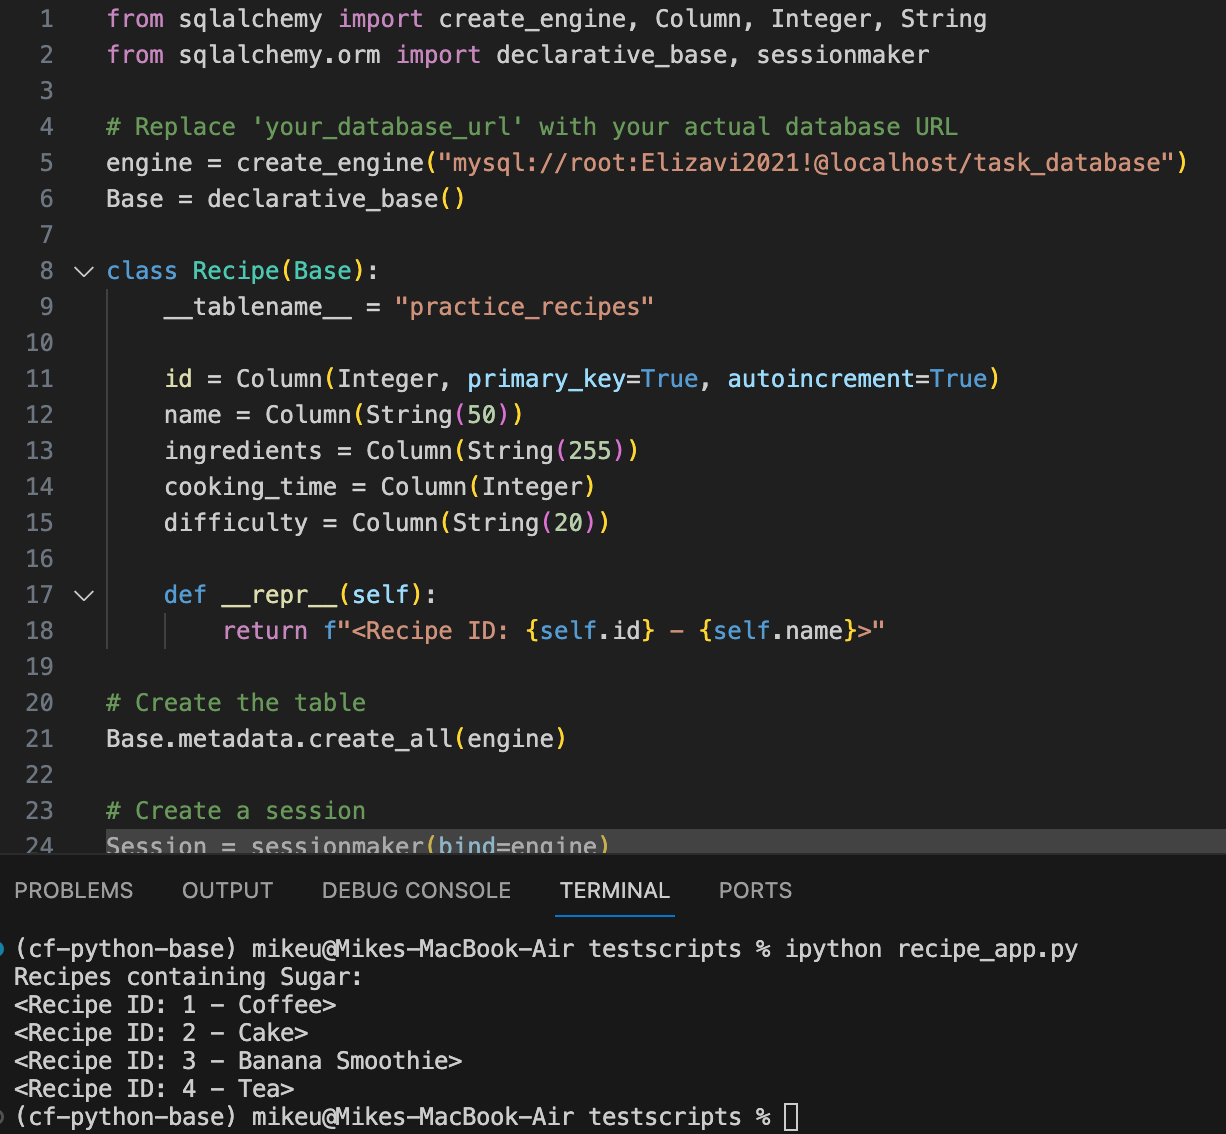 1 from sqlalchemy import create_engine, Column, Integer, String
2 from sqlalchemy.orm import declarative_base, sessionmaker
3
4 # Replace 'your_database_url' with your actual database URL
5 engine = create_engine("mysql://root:Elizavi2021!@localhost/task_database")
6 Base = declarative_base()
7
8 class Recipe(Base):
9     __tablename__ = "practice_recipes"
10
11     id = Column(Integer, primary_key=True, autoincrement=True)
12     name = Column(String(50))
13     ingredients = Column(String(255))
14     cooking_time = Column(Integer)
15     difficulty = Column(String(20))
16
17     def __repr__(self):
18         return f"<Recipe ID: {self.id} - {self.name}>"
19
20 # Create the table
21 Base.metadata.create_all(engine)
22
23 # Create a session
24 Session = sessionmaker(bind=engine)
PROBLEMS OUTPUT DEBUG CONSOLE TERMINAL PORTS
(cf-python-base) mikeu@Mikes-MacBook-Air testscripts % ipython recipe_app.py
Recipes containing Sugar:
<Recipe ID: 1 - Coffee>
<Recipe ID: 2 - Cake>
<Recipe ID: 3 - Banana Smoothie>
<Recipe ID: 4 - Tea>
(cf-python-base) mikeu@Mikes-MacBook-Air testscripts %